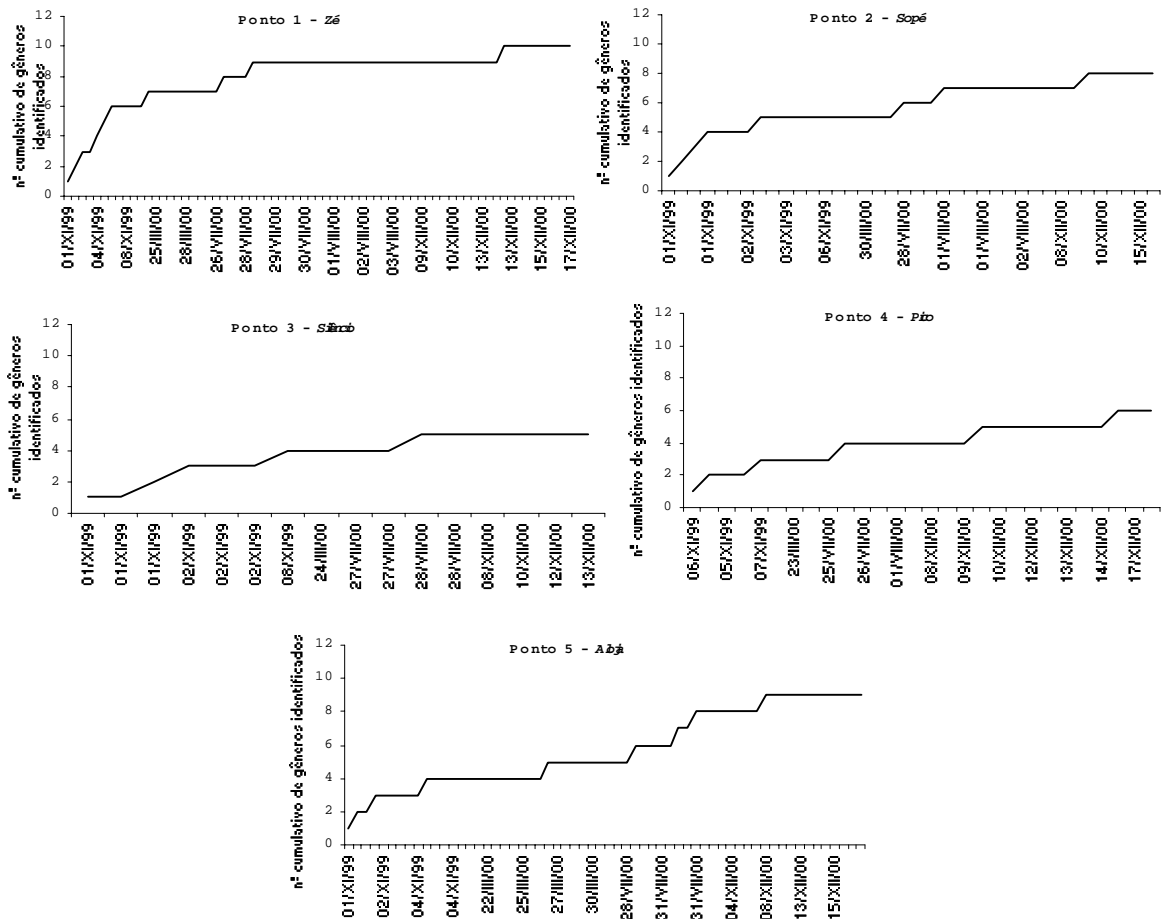 Ponto 1 - Zé
nº cumulativo de gêneros identificados
12
10
8
6
4
2
0
01/XI/99 04/XI/99 08/XI/99 25/III/00 28/III/00 26/VII/00 28/VII/00 29/VII/00 30/VII/00 01/VIII/00 02/VIII/00 03/VIII/00 09/XII/00 10/XII/00 13/XII/00 13/XII/00 15/XII/00 17/XII/00
Ponto 2 - Sopé
nº cumulativo de gêneros identificados
12
10
8
6
4
2
0
01/XI/99 01/XI/99 02/XI/99 03/XI/99 06/XI/99 30/III/00 28/VII/00 01/VIII/00 01/VIII/00 02/VIII/00 08/XII/00 10/XII/00 15/XII/00
Ponto 3 -
nº cumulativo de gêneros identificados
12
10
8
6
4
2
0
01/XI/99 01/XI/99 01/XI/99 02/XI/99 02/XI/99 02/XI/99 08/XI/99 24/III/00 27/VII/00 27/VII/00 28/VII/00 28/VII/00 08/XII/00 10/XII/00 12/XII/00 13/XII/00
Ponto 4 -
nº cumulativo de gêneros identificados
12
10
8
6
4
2
0
06/XI/99 05/XI/99 07/XI/99 23/III/00 25/VII/00 26/VII/00 01/VIII/00 08/XII/00 09/XII/00 10/XII/00 12/XII/00 13/XII/00 14/XII/00 17/XII/00
Ponto 5 -
nº cumulativo de gêneros identificados
12
10
8
6
4
2
0
01/XI/99 02/XI/99 04/XI/99 04/XI/99 22/III/00 25/III/00 27/III/00 30/III/00 28/VII/00 31/VII/00 31/VII/00 04/XII/00 08/XII/00 13/XII/00 15/XII/00